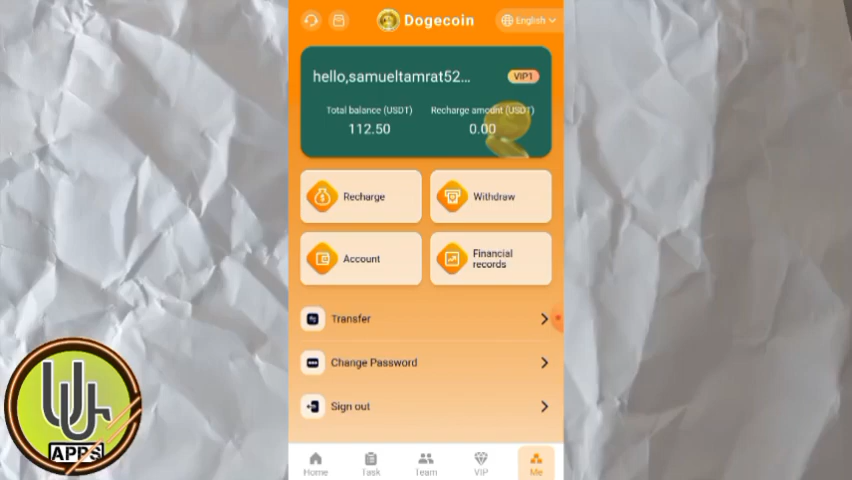 Dogecoin
English
hello,samueltamrat52...
VIP1
Total balance (USDT)
Recharge amount (USDT)
112.50
0.00
Recharge
Withdraw
Account
Financial
records
Transfer
Change Password
Sign out
APPS
Home
Task
Team
VIP
Me